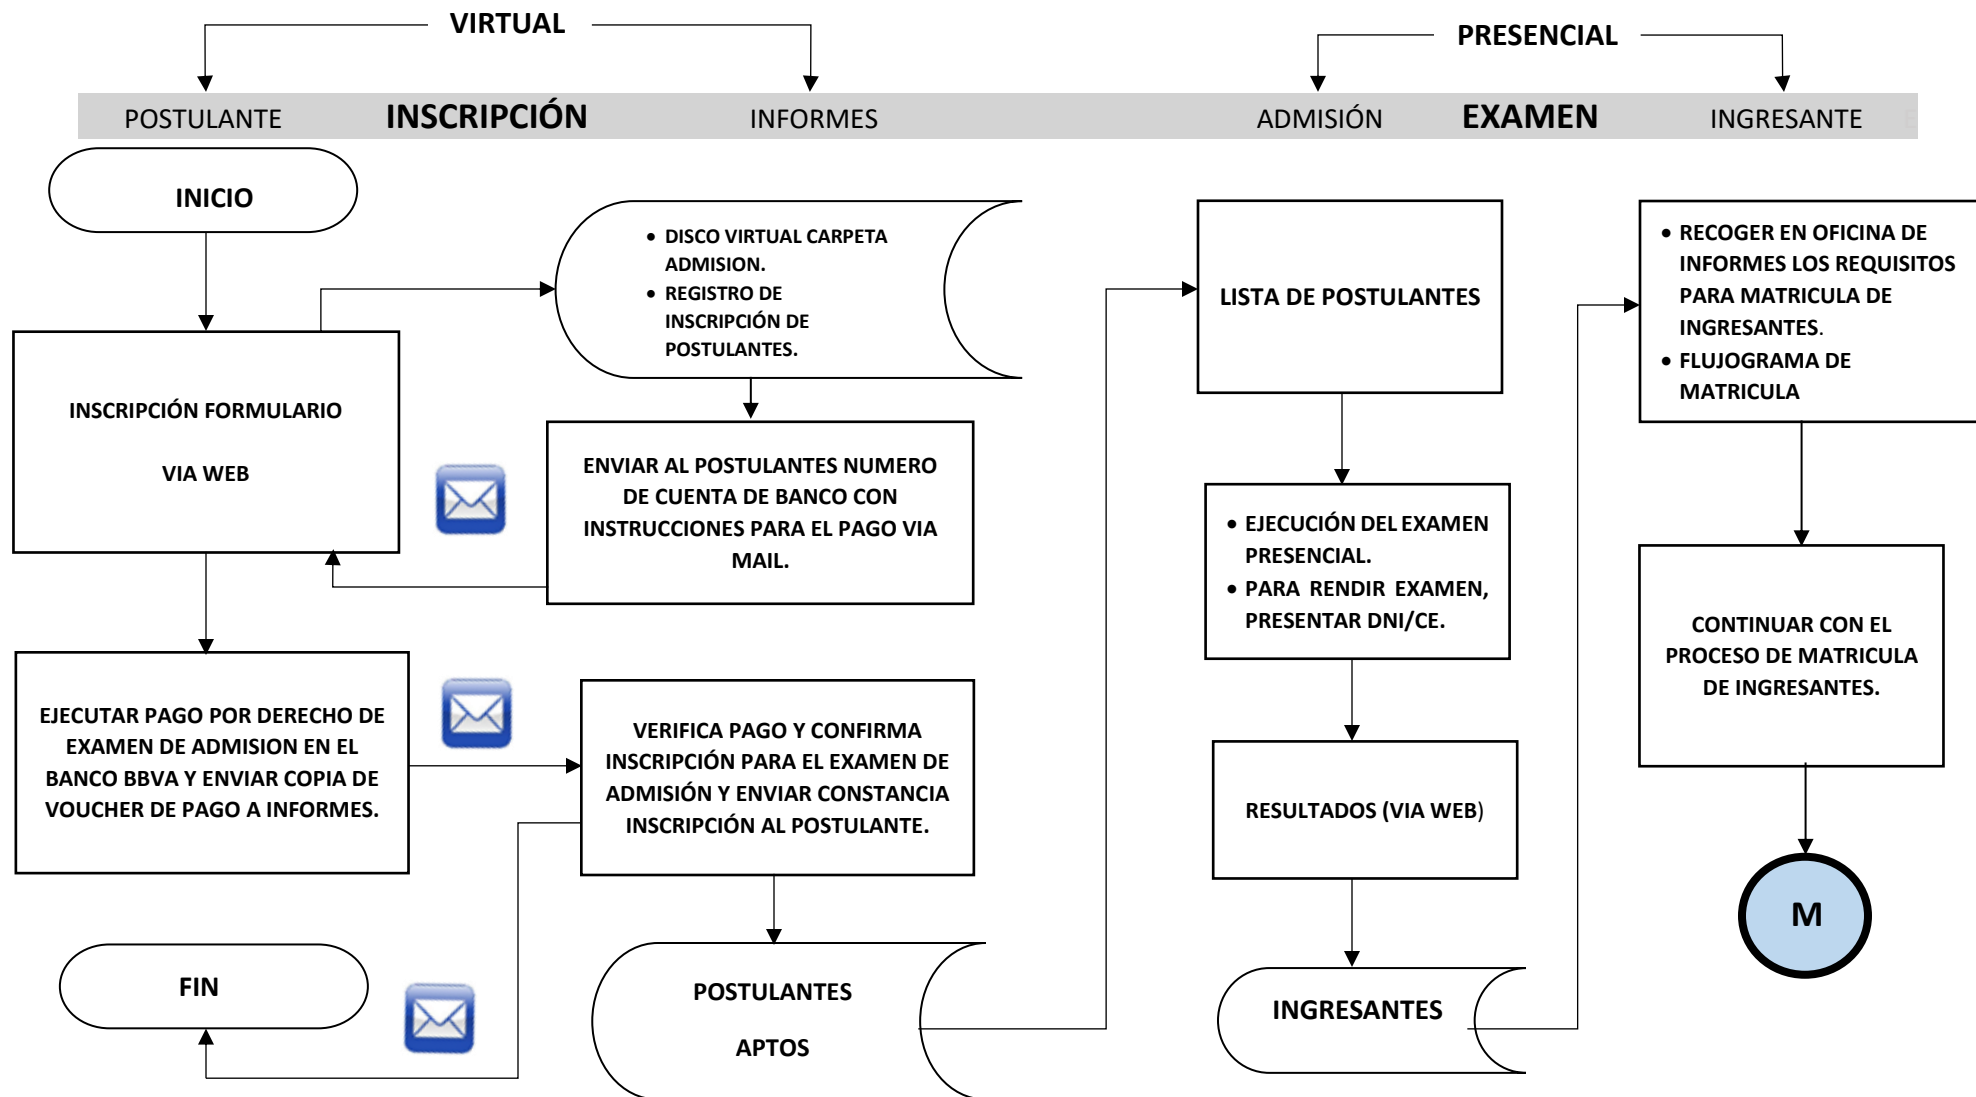 VIRTUAL
PRESENCIAL
POSTULANTE
INSCRIPCIÓN
INFORMES
ADMISIÓN
EXAMEN
INGRESANTE
INICIO
INSCRIPCIÓN FORMULARIO
VIA WEB
EJECUTAR PAGO POR DERECHO DE
EXAMEN DE ADMISION EN EL
BANCO BBVA Y ENVIAR COPIA DE
VOUCHER DE PAGO A INFORMES.
FIN
• DISCO VIRTUAL CARPETA
ADMISION.
• REGISTRO DE
INSCRIPCIÓN DE
POSTULANTES.
ENVIAR AL POSTULANTES NUMERO
DE CUENTA DE BANCO CON
INSTRUCCIONES PARA EL PAGO VIA
MAIL.
VERIFICA PAGO Y CONFIRMA
INSCRIPCIÓN PARA EL EXAMEN DE
ADMISIÓN Y ENVIAR CONSTANCIA
INSCRIPCIÓN AL POSTULANTE.
POSTULANTES
APTOS
LISTA DE POSTULANTES
• EJECUCIÓN DEL EXAMEN
PRESENCIAL.
• PARA RENDIR EXAMEN,
PRESENTAR DNI/CE.
RESULTADOS (VIA WEB)
INGRESANTES
• RECOGER EN OFICINA DE
INFORMES LOS REQUISITOS
PARA MATRICULA DE
INGRESANTES.
• FLUJOGRAMA DE
MATRICULA
CONTINUAR CON EL
PROCESO DE MATRICULA
DE INGRESANTES.
M